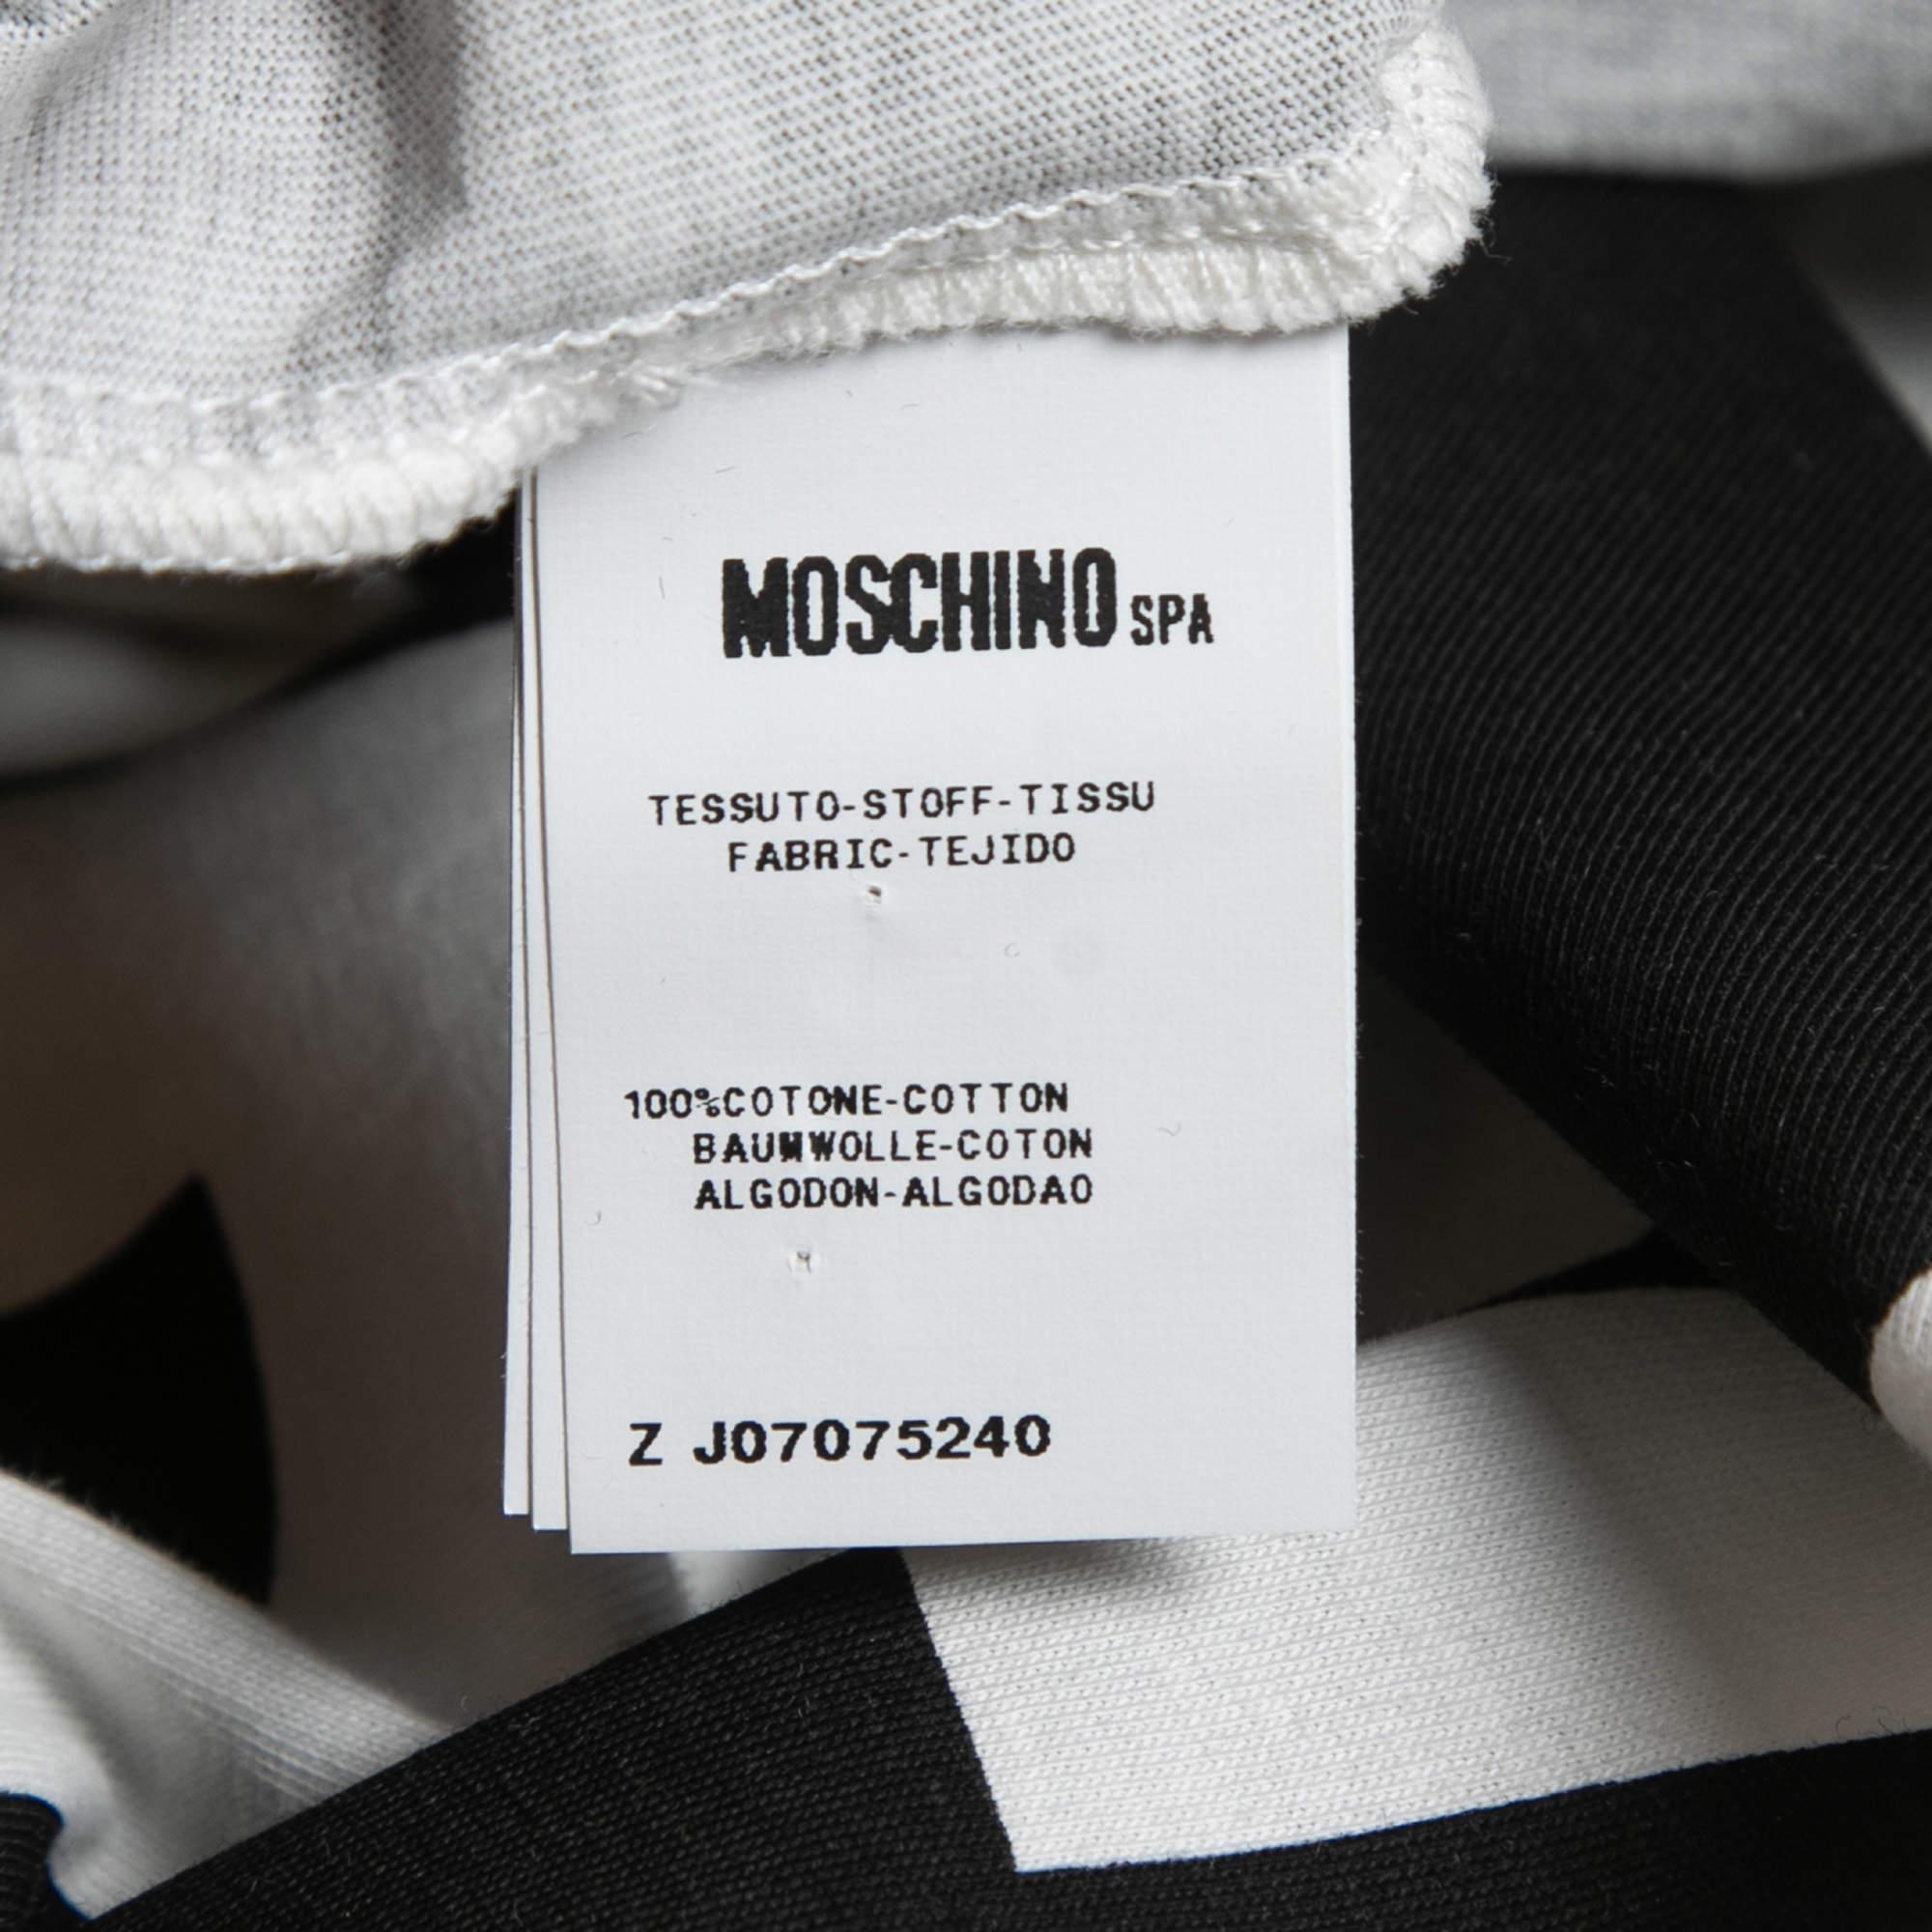 MOSCHINO SPA
TESSUTO-STOFF-TISSU
FABRIC-TEJIDO
100%COTONE-COTTON
BAUMWOLLE-COTON
ALGODON-ALGODAO
Z J07075240